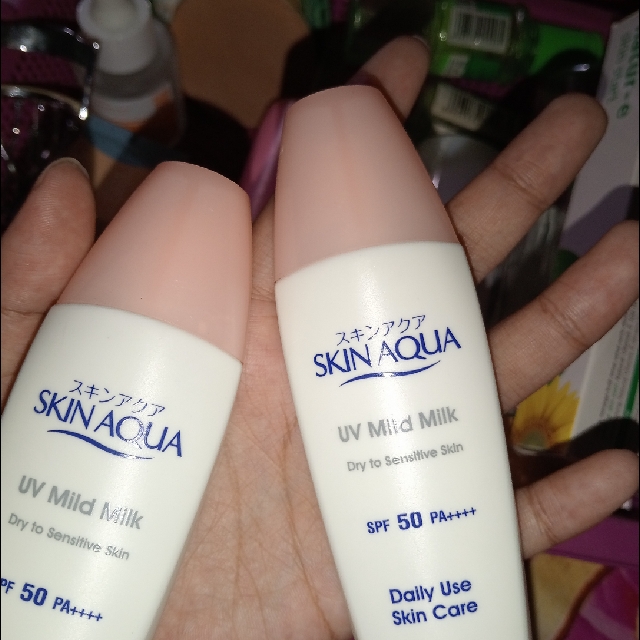 スキンアクア
SKIN AQUA
UV Mild Milk
Dry to Sensitive Skin
PF 50 PA++++
スキンアクア
SKIN AQUA
UV Mild Milk
Dry to Sensitive Skin
SPF 50 PA++++
Daily Use
Skin Care